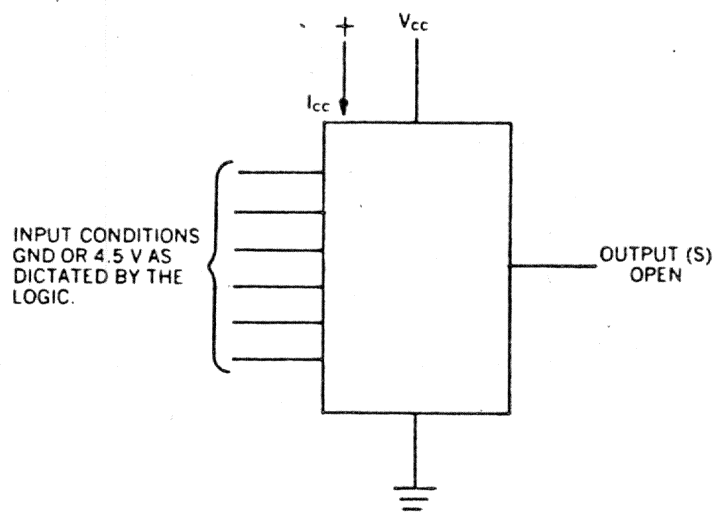 +
Vcc
Icc
INPUT CONDITIONS
GND OR 4.5 V AS
DICTATED BY THE
LOGIC.
OUTPUT (S)
OPEN